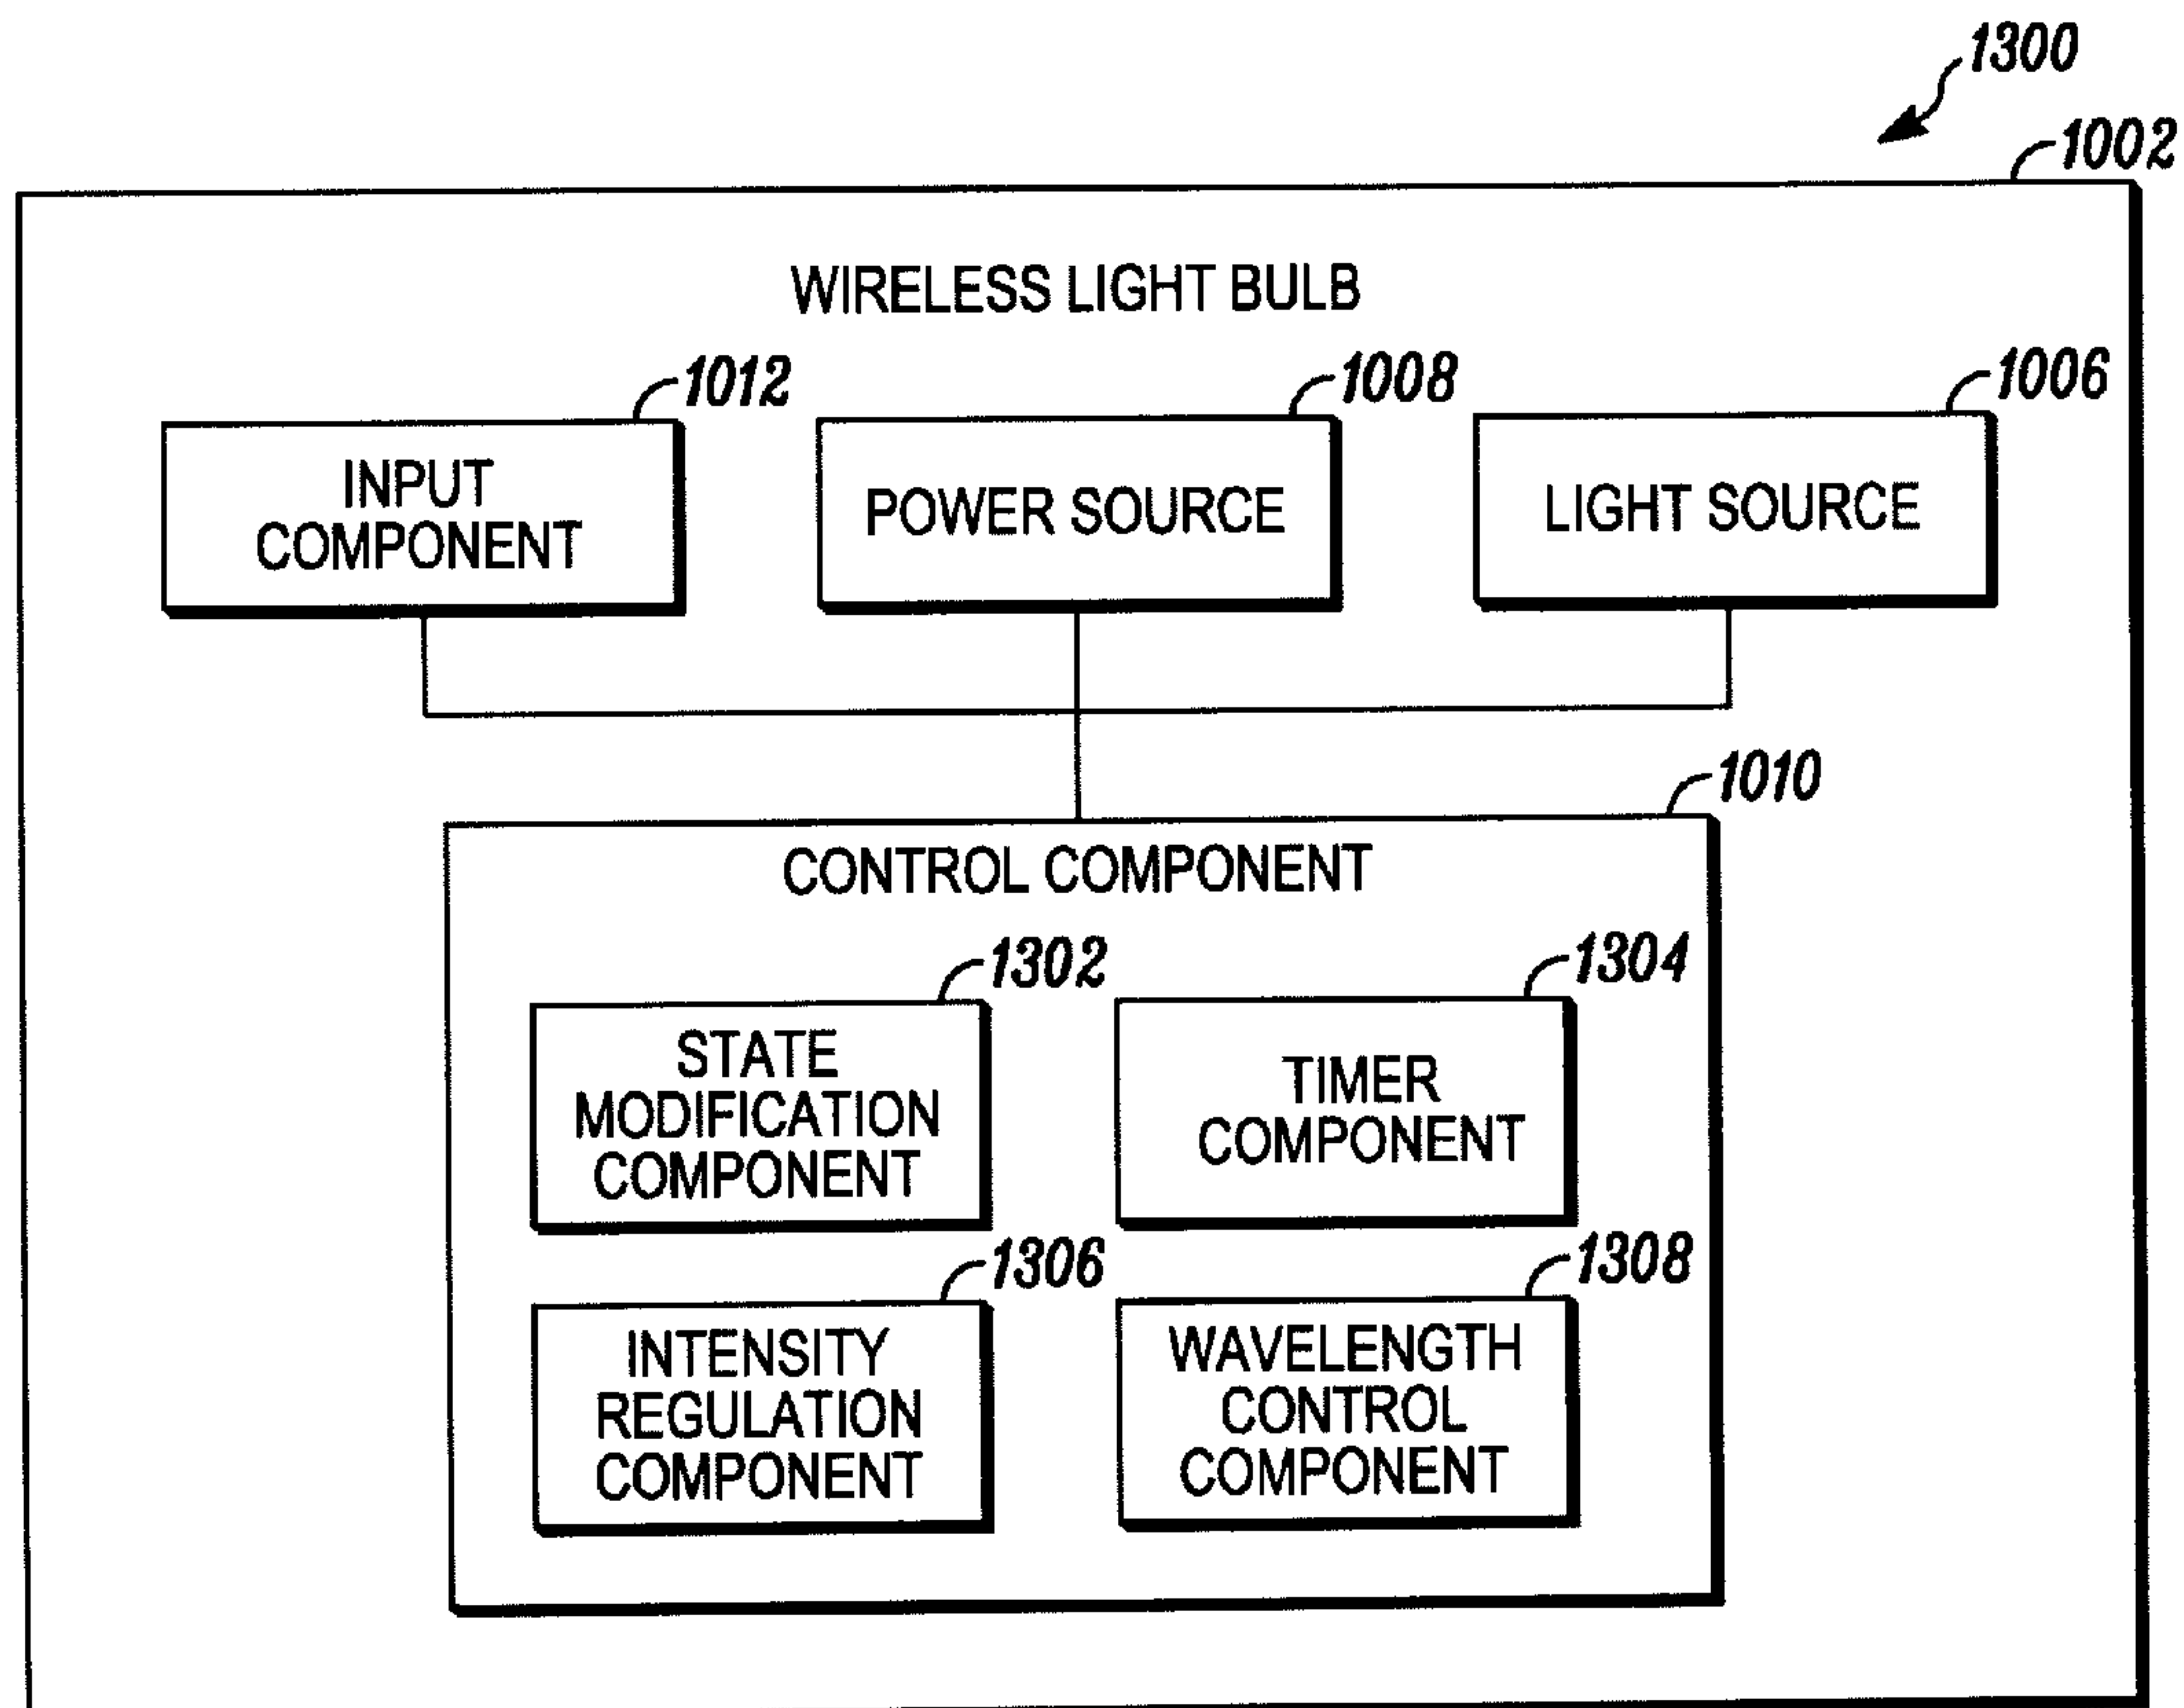 1300
1002
WIRELESS LIGHT BULB
1012
1008
1006
INPUT
COMPONENT
POWER SOURCE
LIGHT SOURCE
1010
CONTROL COMPONENT
1302
1304
STATE
MODIFICATION
COMPONENT
TIMER
COMPONENT
1306
1308
INTENSITY
REGULATION
COMPONENT
WAVELENGTH
CONTROL
COMPONENT